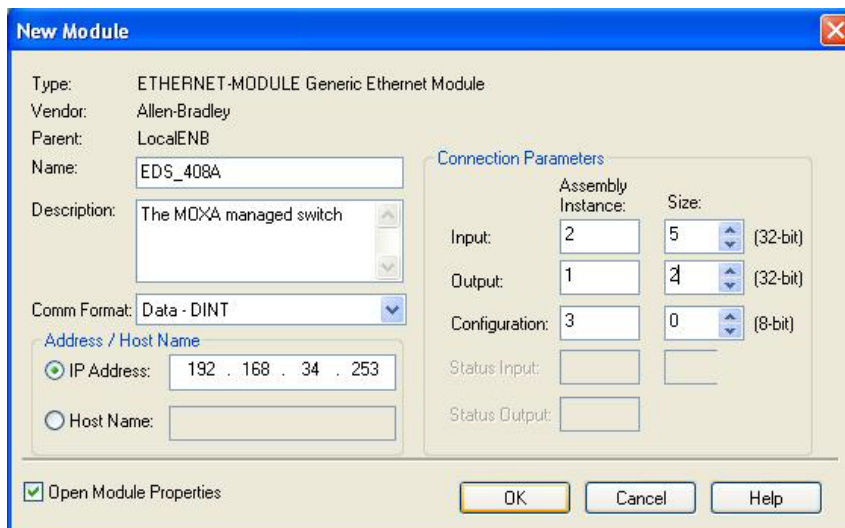 New Module
Type: ETHERNET-MODULE Generic Ethernet Module
Vendor: Allen-Bradley
Parent: LocalENB
Name: EDS_408A
Description: The MOXA managed switch
Comm Format: Data - DINT
Address / Host Name
IP Address: 192 . 168 . 34 . 253
Host Name:
Connection Parameters
Assembly Instance: Size:
Input: 2 5 (32-bit)
Output: 1 2 (32-bit)
Configuration: 3 0 (8-bit)
Status Input:
Status Output:
Open Module Properties
OK Cancel Help